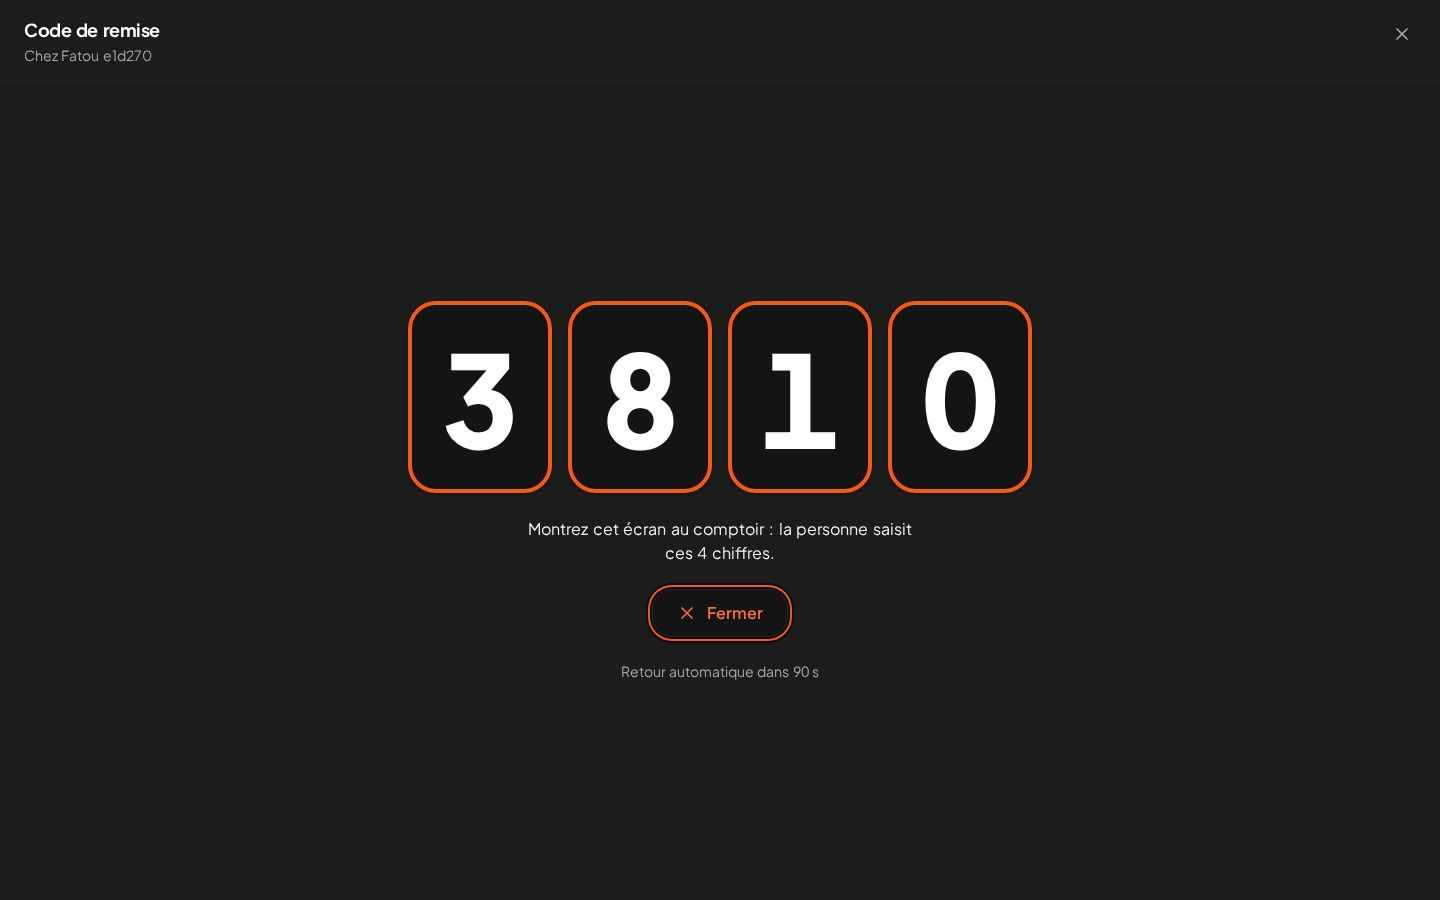 Code de remise
Chez Fatou e1d270
3 8 1 0
Montrez cet écran au comptoir : la personne saisit
ces 4 chiffres.
Fermer
Retour automatique dans 90 s